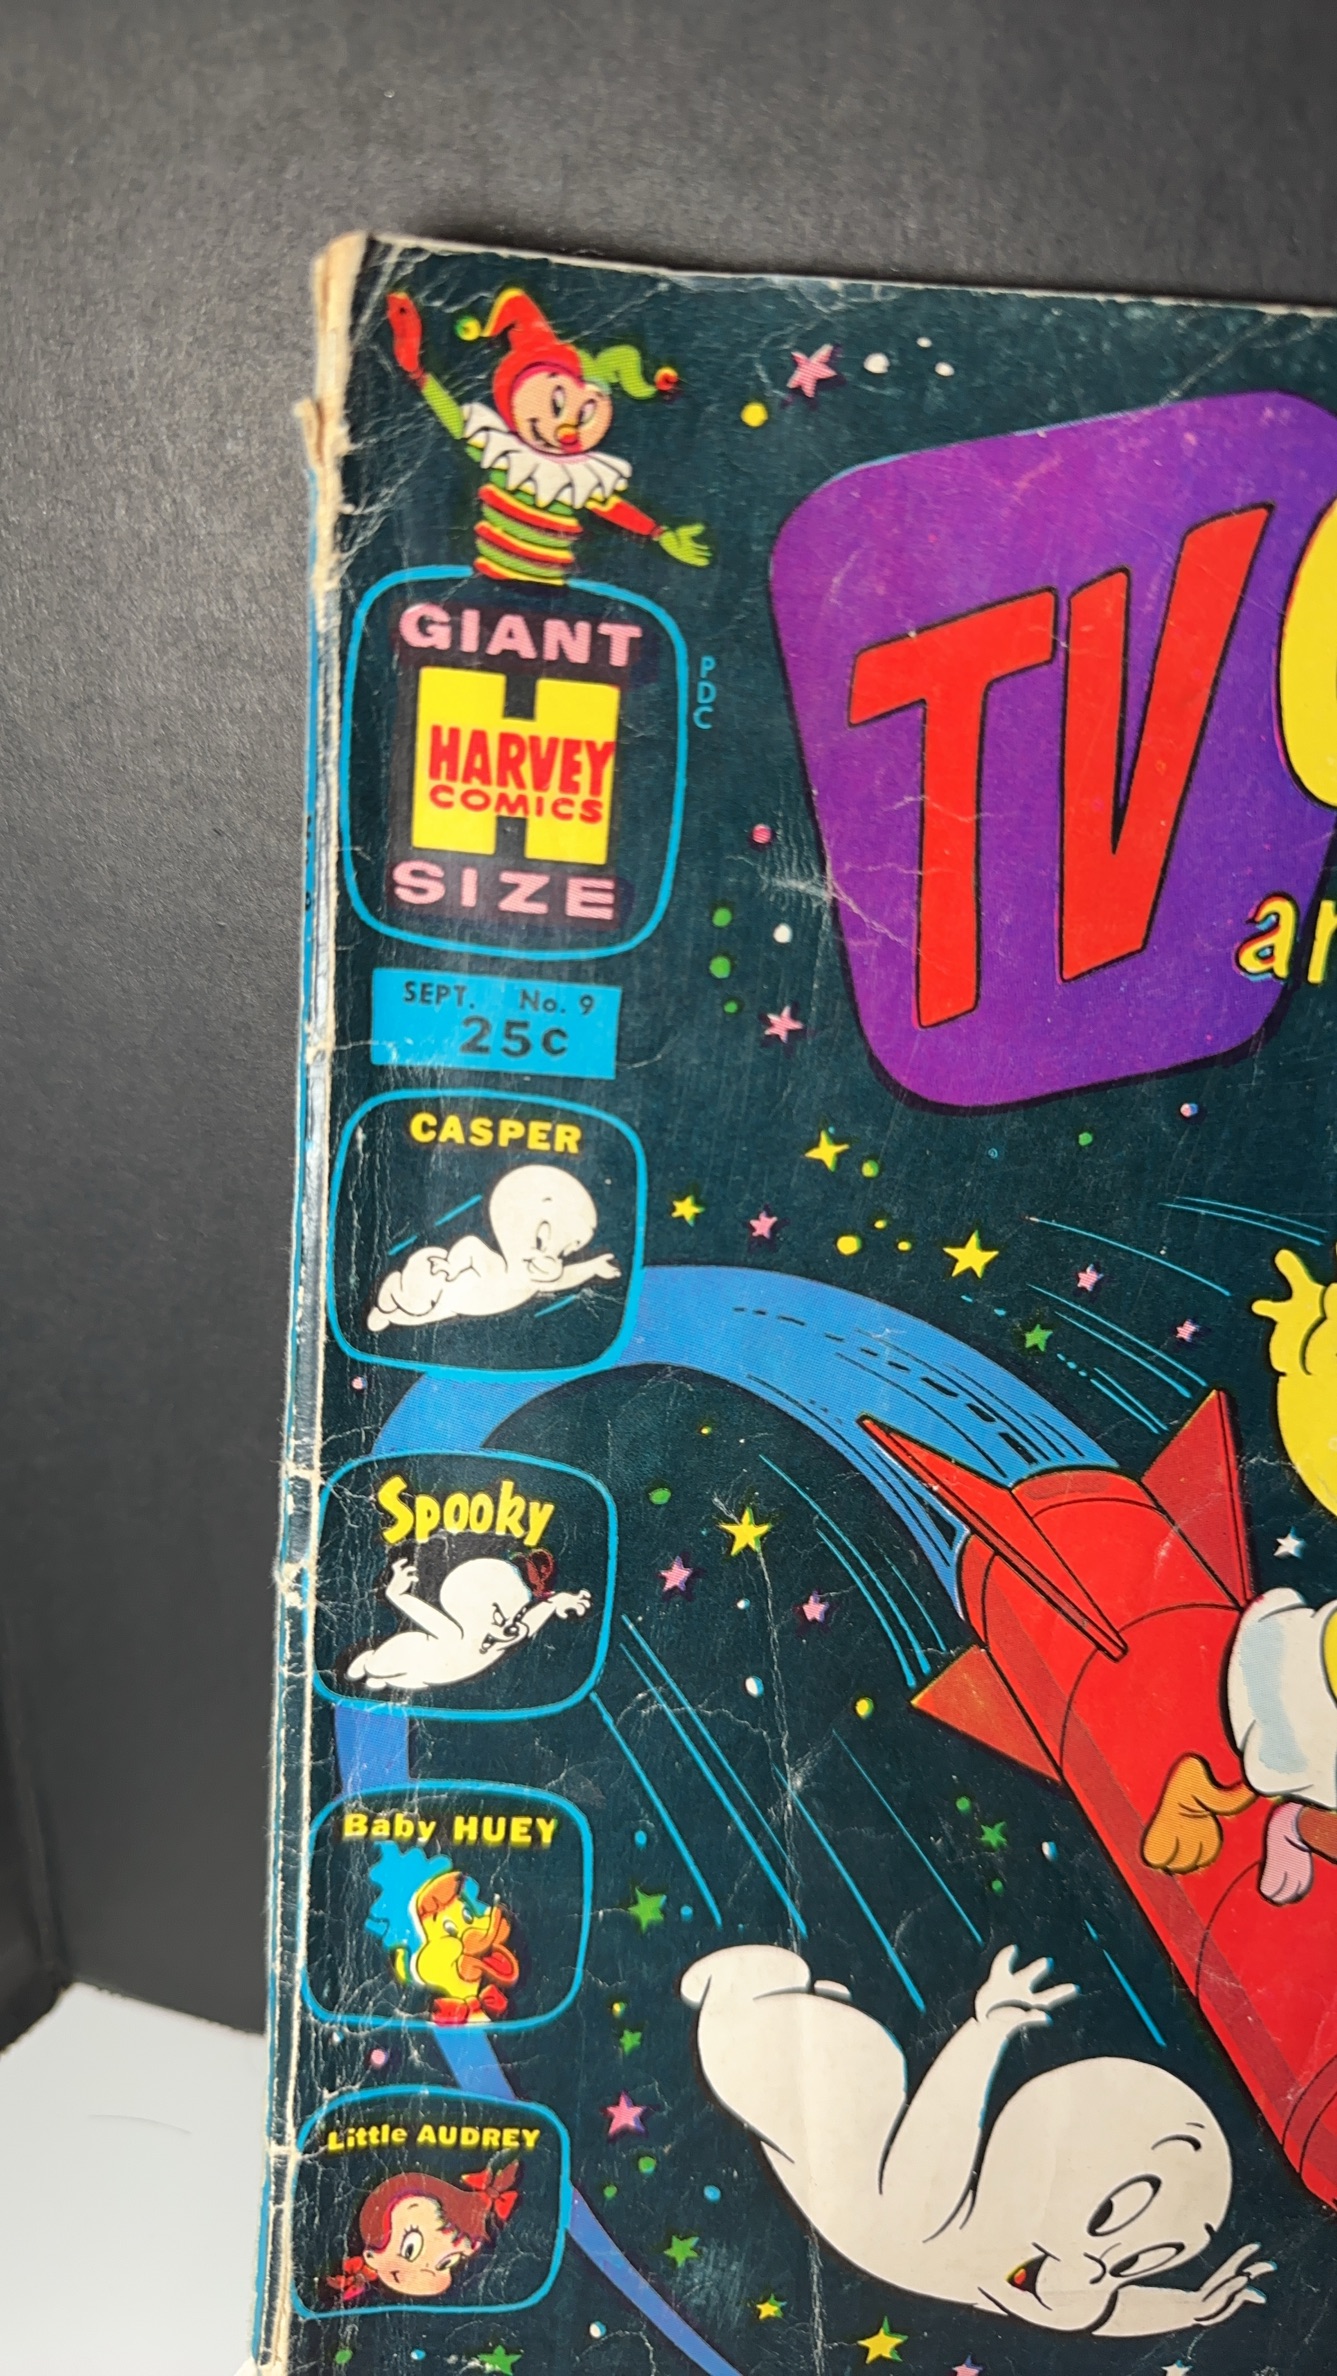 GIANT
HARVEY
COMICS
SIZE
PDC
SEPT. No. 9
25C
CASPER
Spooky
Baby HUEY
Little AUDREY
TV